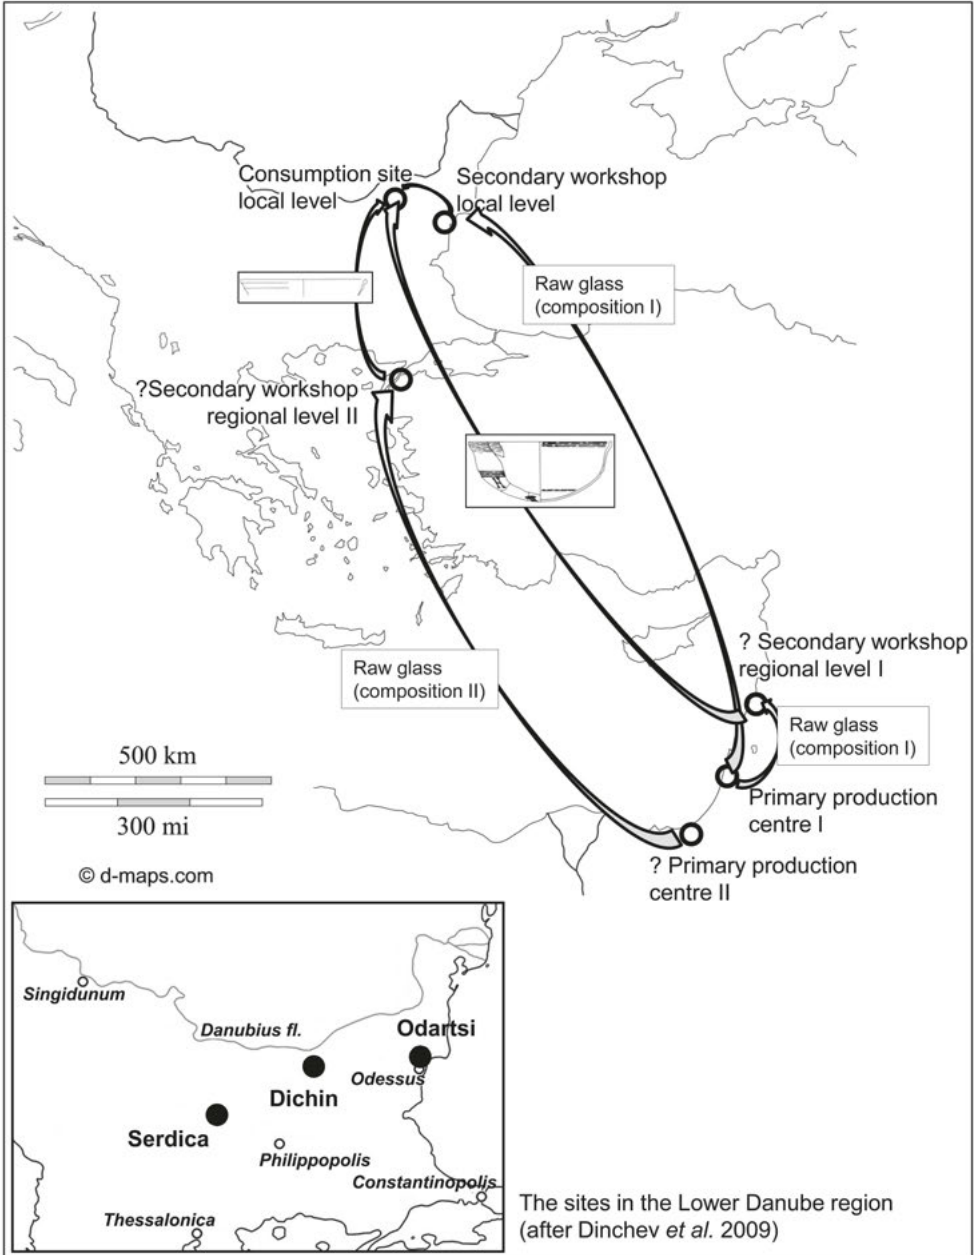 Consumption site
local level
Secondary workshop
local level
Raw glass
(composition I)
?Secondary workshop
regional level II
? Secondary workshop
regional level I
Raw glass
(composition II)
Raw glass
(composition I)
500 km
300 mi
Primary production
centre I
? Primary production
centre II
© d-maps.com
Singidunum
Danubius fl.
Odartsi
Odessus
Dichin
Serdica
Philippopolis
Constantinopolis
Thessalonica
The sites in the Lower Danube region
(after Dinchev et al. 2009)